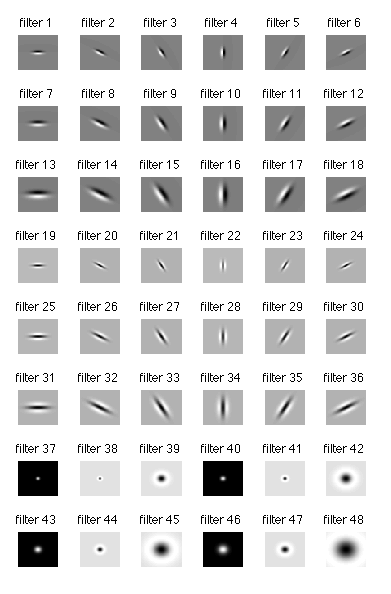 filter 1 filter 2 filter 3 filter 4 filter 5 filter 6
filter 7 filter 8 filter 9 filter 10 filter 11 filter 12
filter 13 filter 14 filter 15 filter 16 filter 17 filter 18
filter 19 filter 20 filter 21 filter 22 filter 23 filter 24
filter 25 filter 26 filter 27 filter 28 filter 29 filter 30
filter 31 filter 32 filter 33 filter 34 filter 35 filter 36
filter 37 filter 38 filter 39 filter 40 filter 41 filter 42
filter 43 filter 44 filter 45 filter 46 filter 47 filter 48